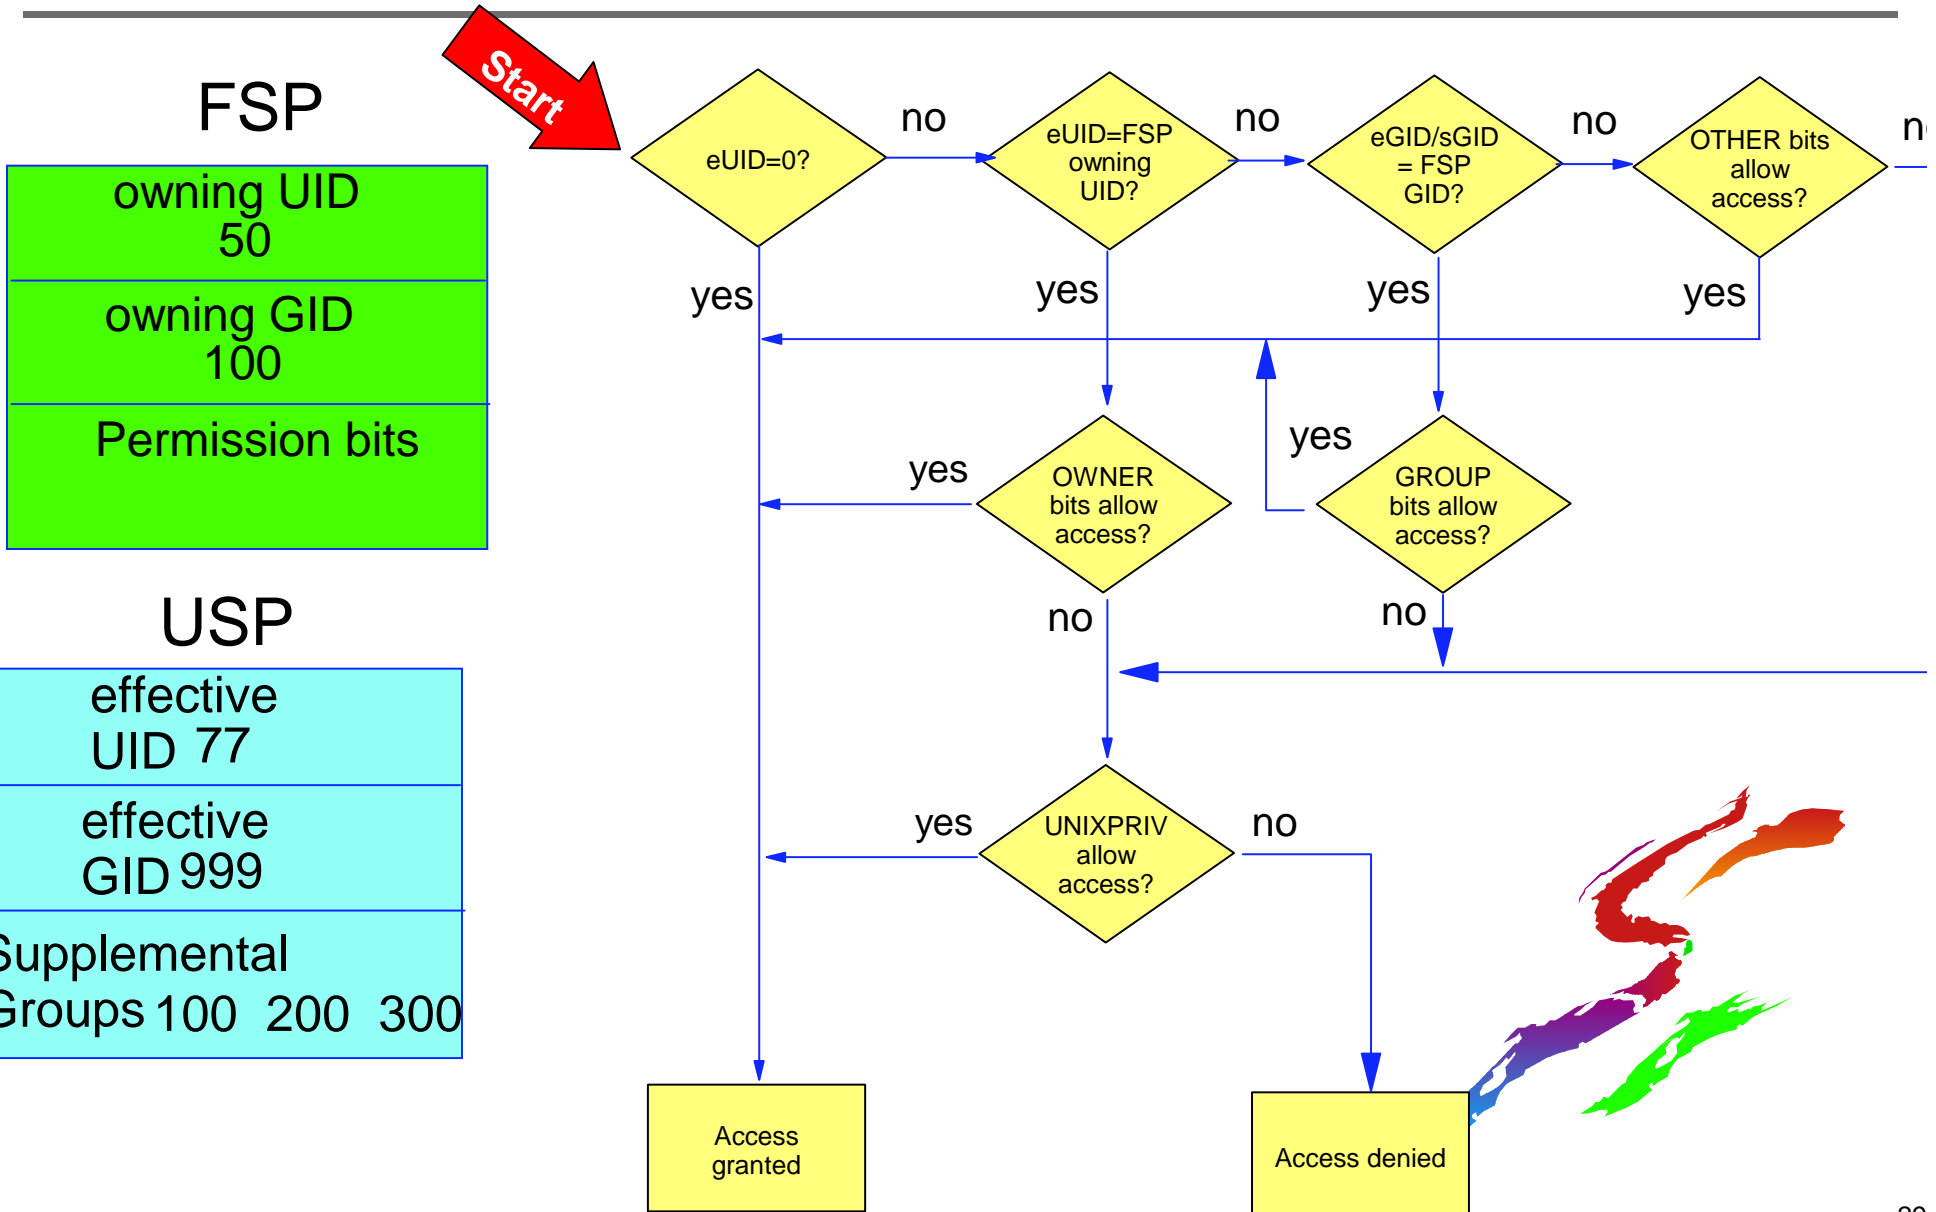 Start
FSP
owning UID
50
owning GID
100
Permission bits
USP
effective
UID 77
effective
GID 999
Supplemental
Groups 100 200 300
eUID=0?
no
eUID=FSP
owning
UID?
no
eGID/sGID
= FSP
GID?
no
OTHER bits
allow
access?
yes
yes
yes
yes
yes
OWNER
bits allow
access?
yes
GROUP
bits allow
access?
no
no
yes
UNIXPRIV
allow
access?
no
Access
granted
Access denied